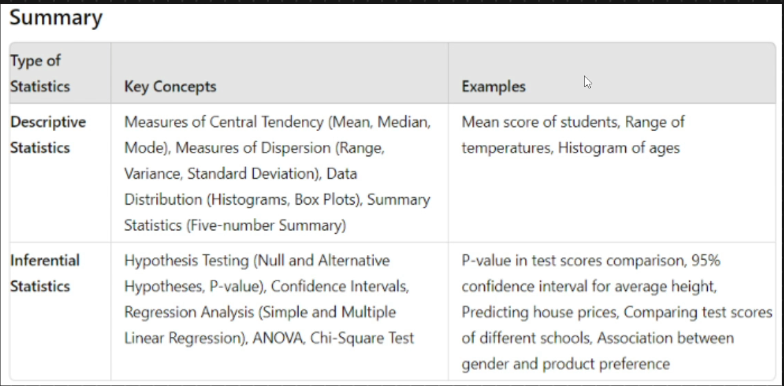 Summary
Type of
Statistics
Key Concepts
Examples
Descriptive
Statistics
Measures of Central Tendency (Mean, Median,
Mode), Measures of Dispersion (Range,
Variance, Standard Deviation), Data
Distribution (Histograms, Box Plots), Summary
Statistics (Five-number Summary)
Mean score of students, Range of
temperatures, Histogram of ages
Inferential
Statistics
Hypothesis Testing (Null and Alternative
Hypotheses, P-value), Confidence Intervals,
Regression Analysis (Simple and Multiple
Linear Regression), ANOVA, Chi-Square Test
P-value in test scores comparison, 95%
confidence interval for average height,
Predicting house prices, Comparing test scores
of different schools, Association between
gender and product preference